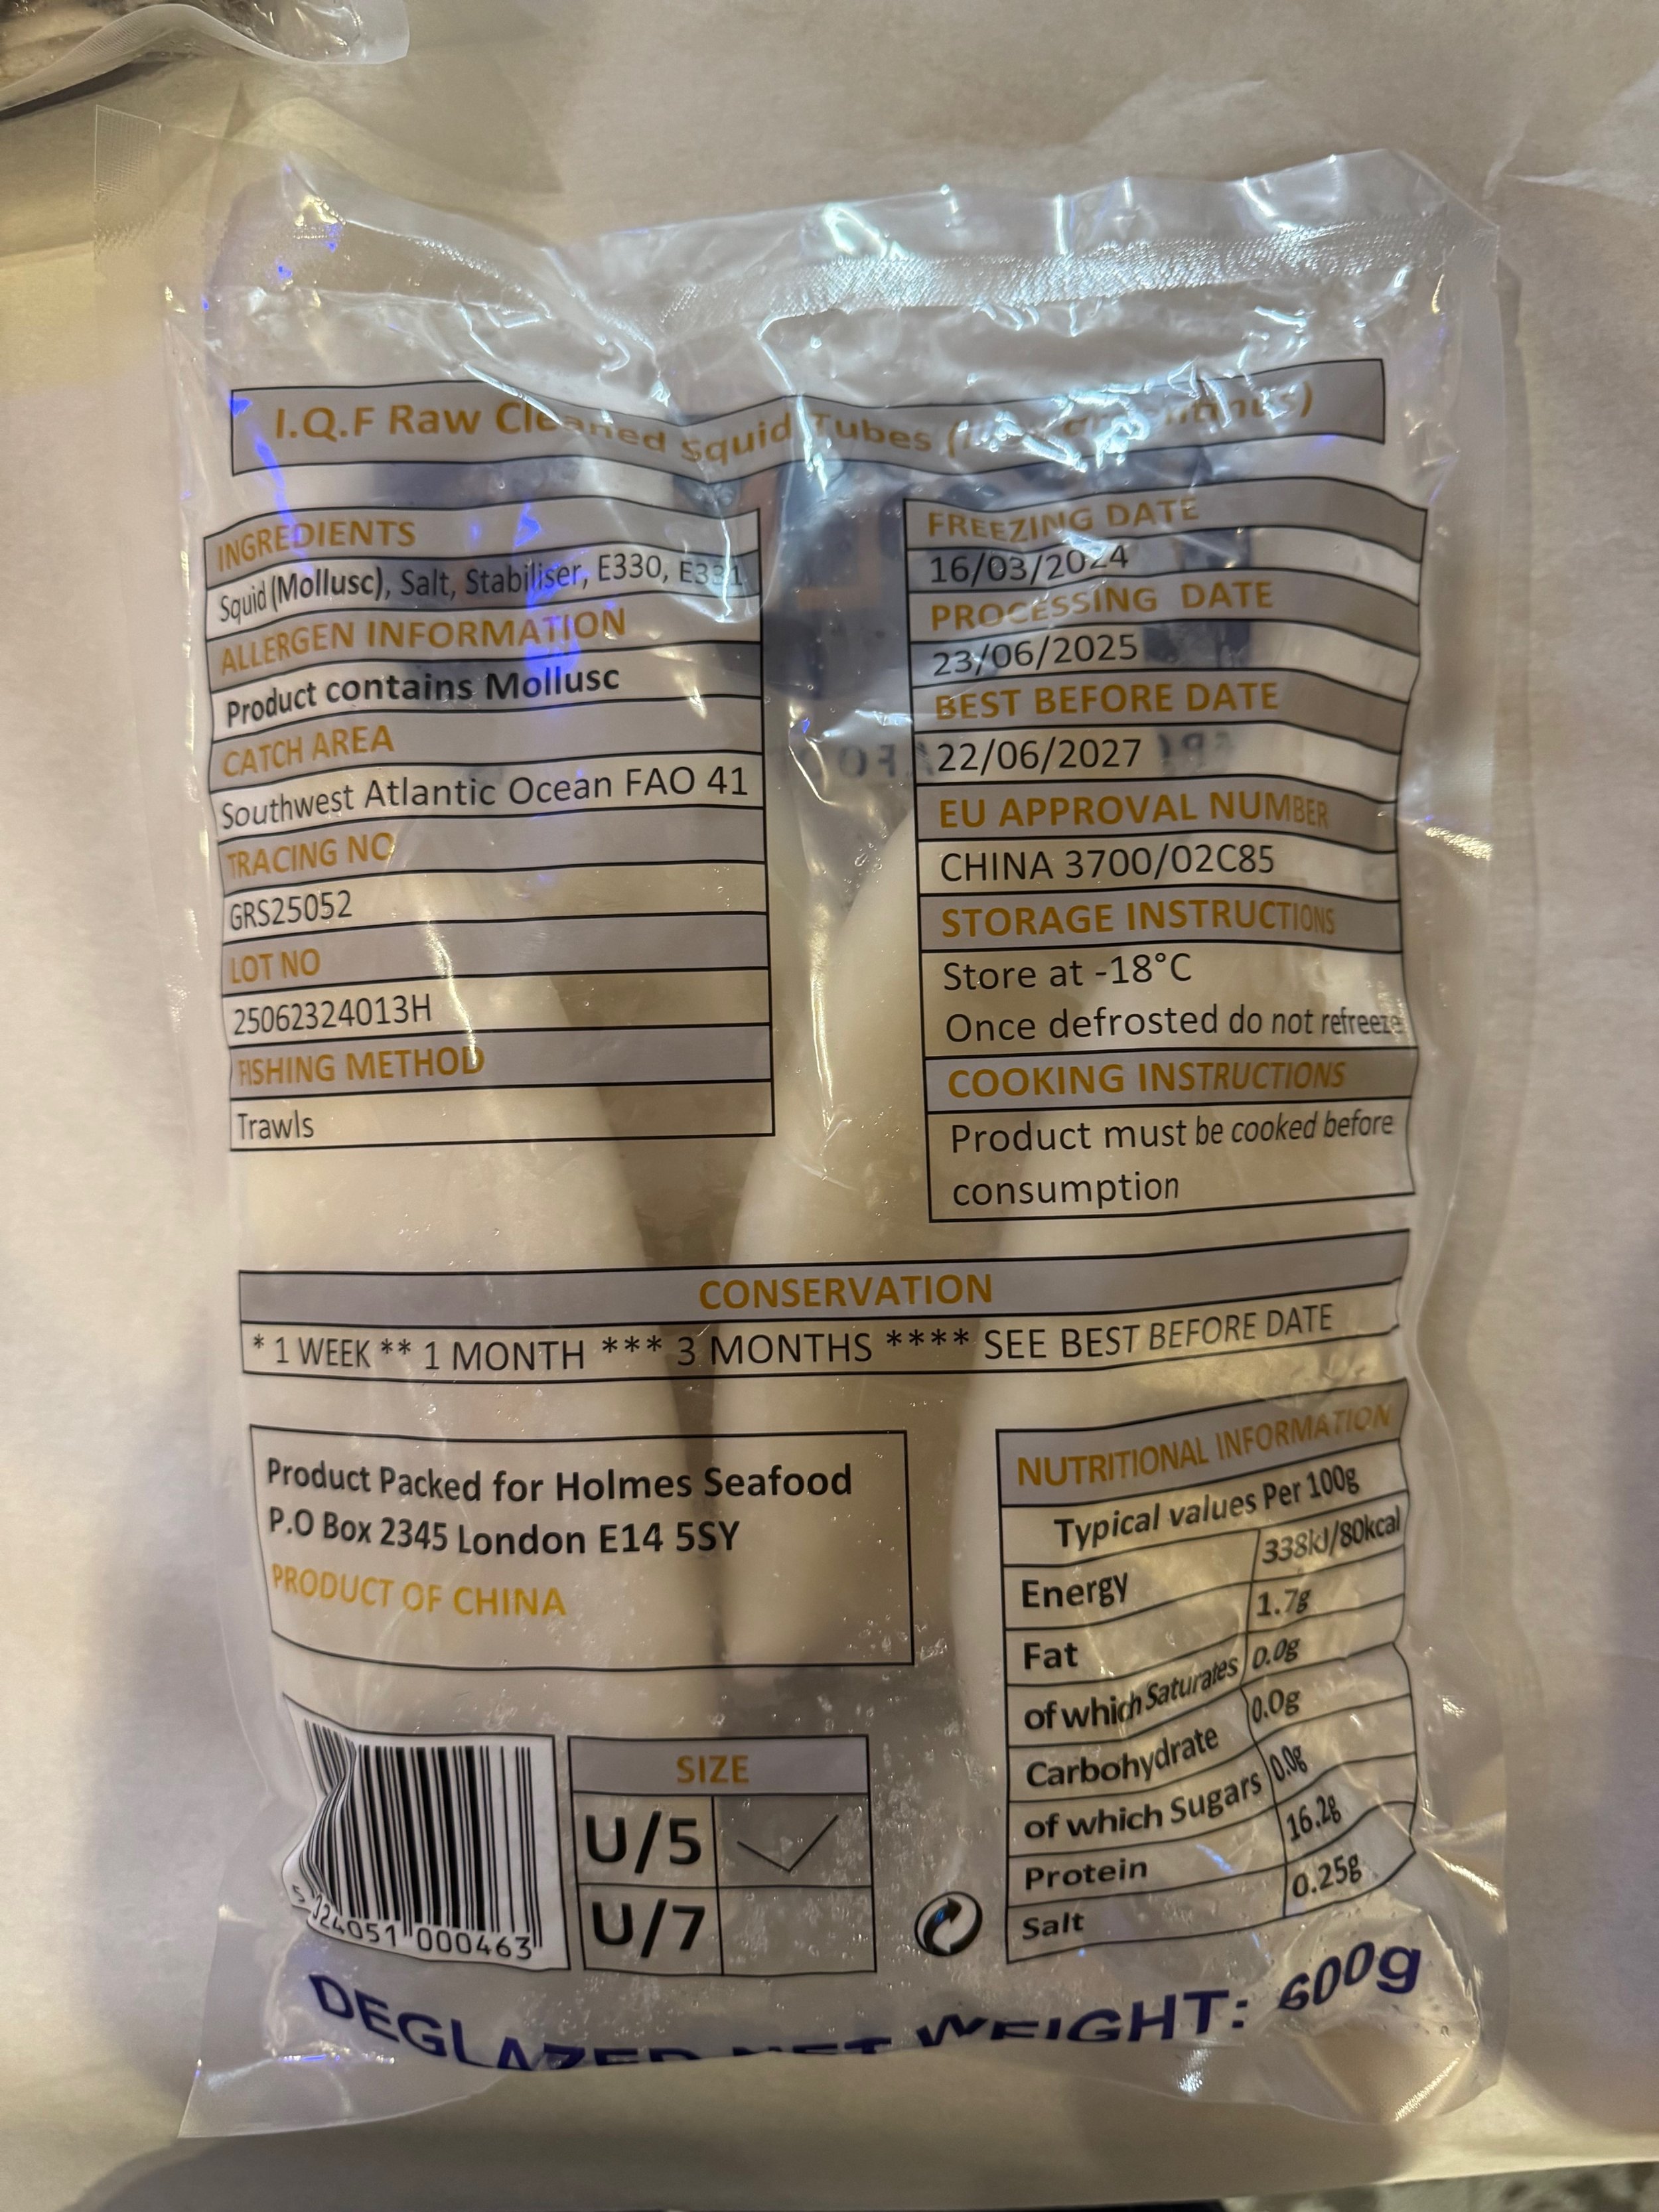 I.Q.F Raw Cleaned Squid Tubes
INGREDIENTS
Squid (Mollusc), Salt, Stabiliser, E330, E331
ALLERGEN INFORMATION
Product contains Mollusc
CATCH AREA
Southwest Atlantic Ocean FAO 41
TRACING NO
GRS25052
LOT NO
25062324013H
FISHING METHOD
Trawls
FREEZING DATE
16/03/2024
PROCESSING DATE
23/06/2025
BEST BEFORE DATE
22/06/2027
EU APPROVAL NUMBER
CHINA 3700/02C85
STORAGE INSTRUCTIONS
Store at -18°C
Once defrosted do not refreeze
COOKING INSTRUCTIONS
Product must be cooked before
consumption
CONSERVATION
* 1 WEEK ** 1 MONTH *** 3 MONTHS **** SEE BEST BEFORE DATE
Product Packed for Holmes Seafood
P.O Box 2345 London E14 5SY
PRODUCT OF CHINA
NUTRITIONAL INFORMATION
Typical values Per 100g
Energy 338kJ/80kcal
Fat 1.7g
of which Saturates 0.0g
Carbohydrate 0.0g
of which Sugars 0.0g
Protein 16.2g
Salt 0.25g
5 024051 000463
SIZE
U/5
U/7
DEGLAZED NET WEIGHT: 600g